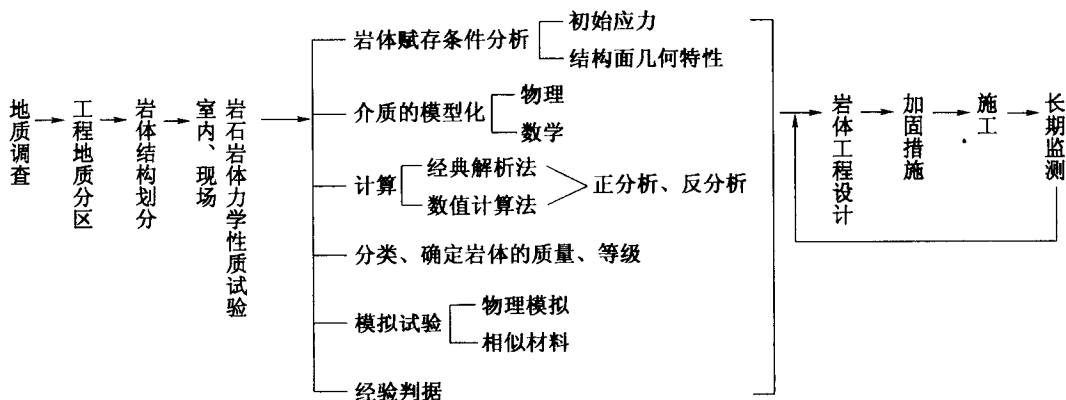 地质调查
工程地质分区
岩体结构划分
室内、现场
岩石岩体力学性质试验
岩体赋存条件分析
初始应力
结构面几何特性
介质的模型化
物理
数学
计算
经典解析法
数值计算法
正分析、反分析
分类、确定岩体的质量、等级
模拟试验
物理模拟
相似材料
经验判据
岩体工程设计
加固措施
施工
长期监测